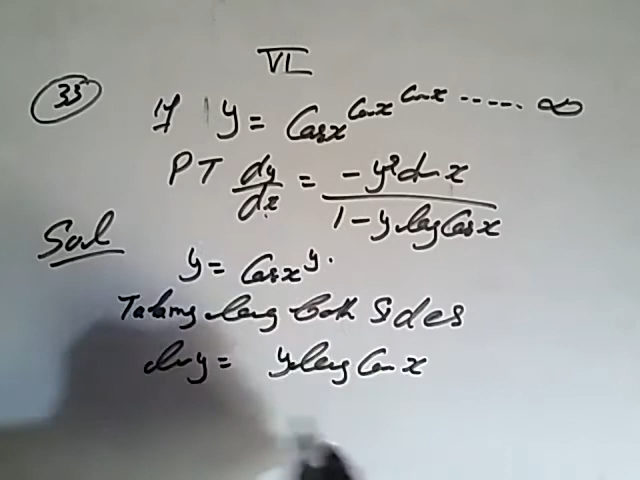 VL
33 If y = Cosx^Cosx^Cosx ..... ∞
PT dy/dx = -y² tan x / 1 - y log Cosx
Sol
y = Cosx^y.
Taking log both Sides
log y = y log Cos x